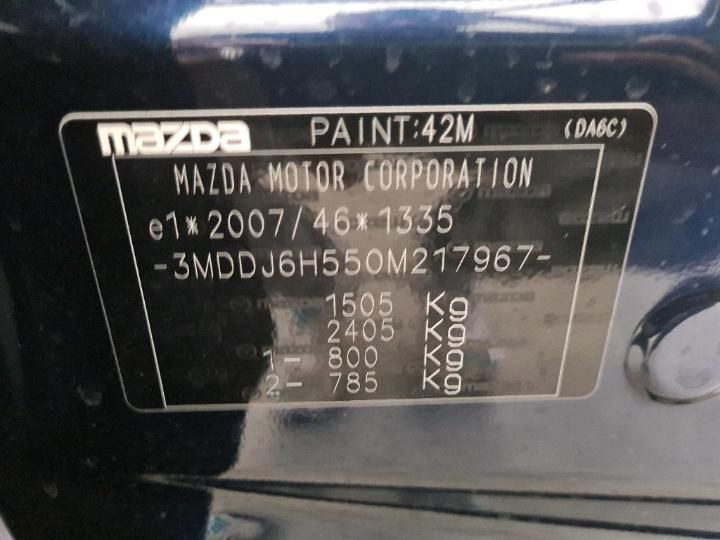 mazda PAINT:42M (DA6C)
MAZDA MOTOR CORPORATION
e1*2007/46*1335
-3MDDJ6H550M217967-
1505 Kg
2405 Kg
1- 800 Kg
2- 785 Kg